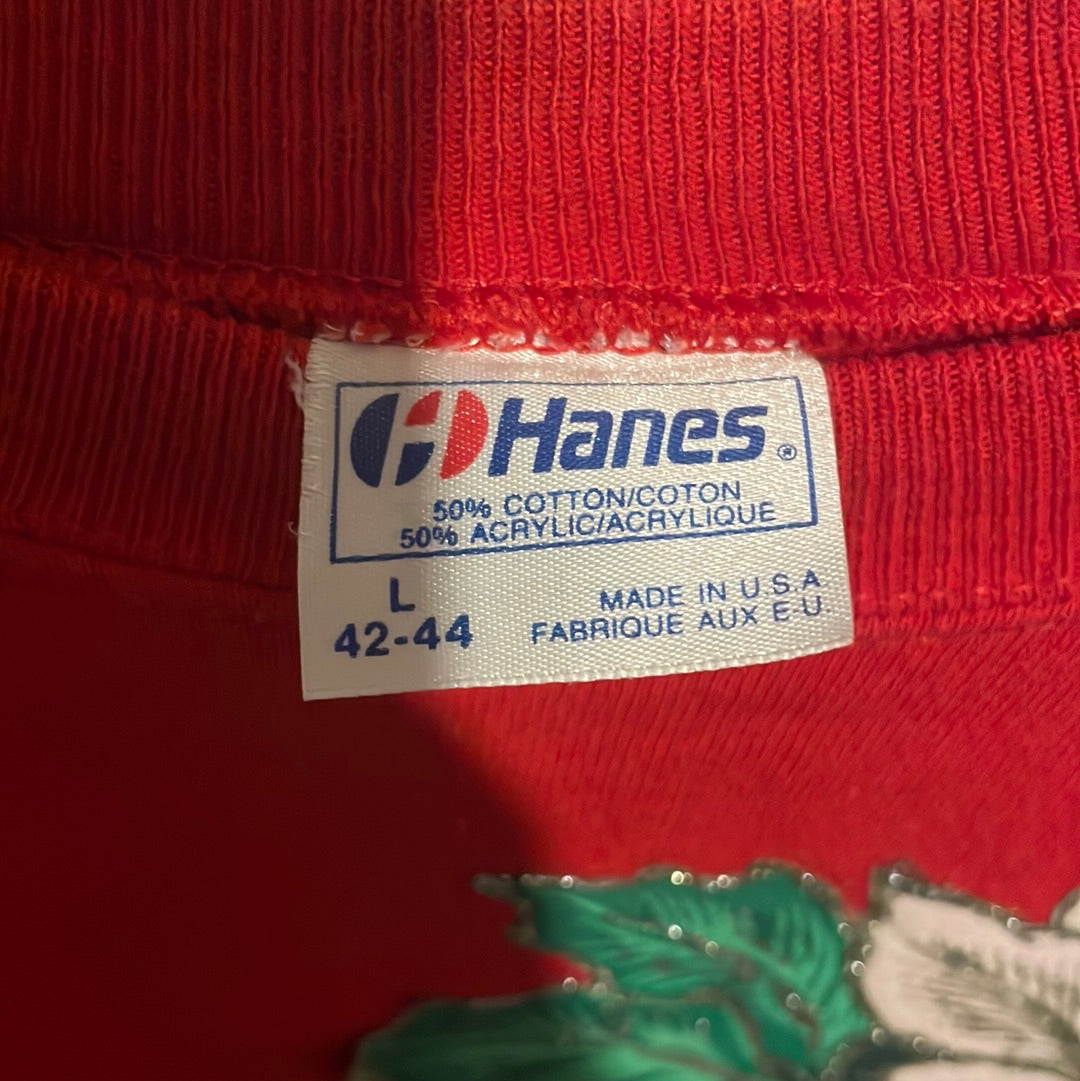 Hanes®
50% COTTON/COTON
50% ACRYLIC/ACRYLIQUE
L
42-44
MADE IN U S A
FABRIQUE AUX E U.